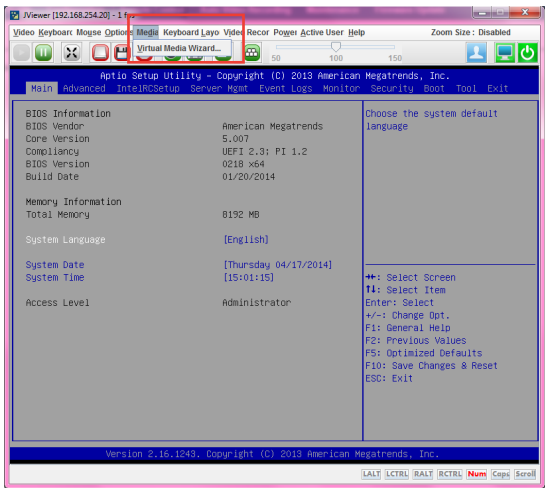 JViewer [192.168.254.20] - 1 fps
Video Keyboard Mouse Options Media Keyboard Layo Video Recor Power Active User Help Zoom Size : Disabled
Virtual Media Wizard...
50 100 150
Aptio Setup Utility - Copyright (C) 2013 American Megatrends, Inc.
Main Advanced IntelRCSetup Server Mgmt Event Logs Monitor Security Boot Tool Exit
BIOS Information
BIOS Vendor American Megatrends
Core Version 5.007
Compliancy UEFI 2.3; PI 1.2
BIOS Version 0218 x64
Build Date 01/20/2014
Memory Information
Total Memory 8192 MB
System Language [English]
System Date [Thursday 04/17/2014]
System Time [15:01:15]
Access Level Administrator
Choose the system default
language
→←: Select Screen
↑↓: Select Item
Enter: Select
+/-: Change Opt.
F1: General Help
F2: Previous Values
F5: Optimized Defaults
F10: Save Changes & Reset
ESC: Exit
Version 2.16.1243. Copyright (C) 2013 American Megatrends, Inc.
LALT LCTRL RALT RCTRL Num Caps Scroll